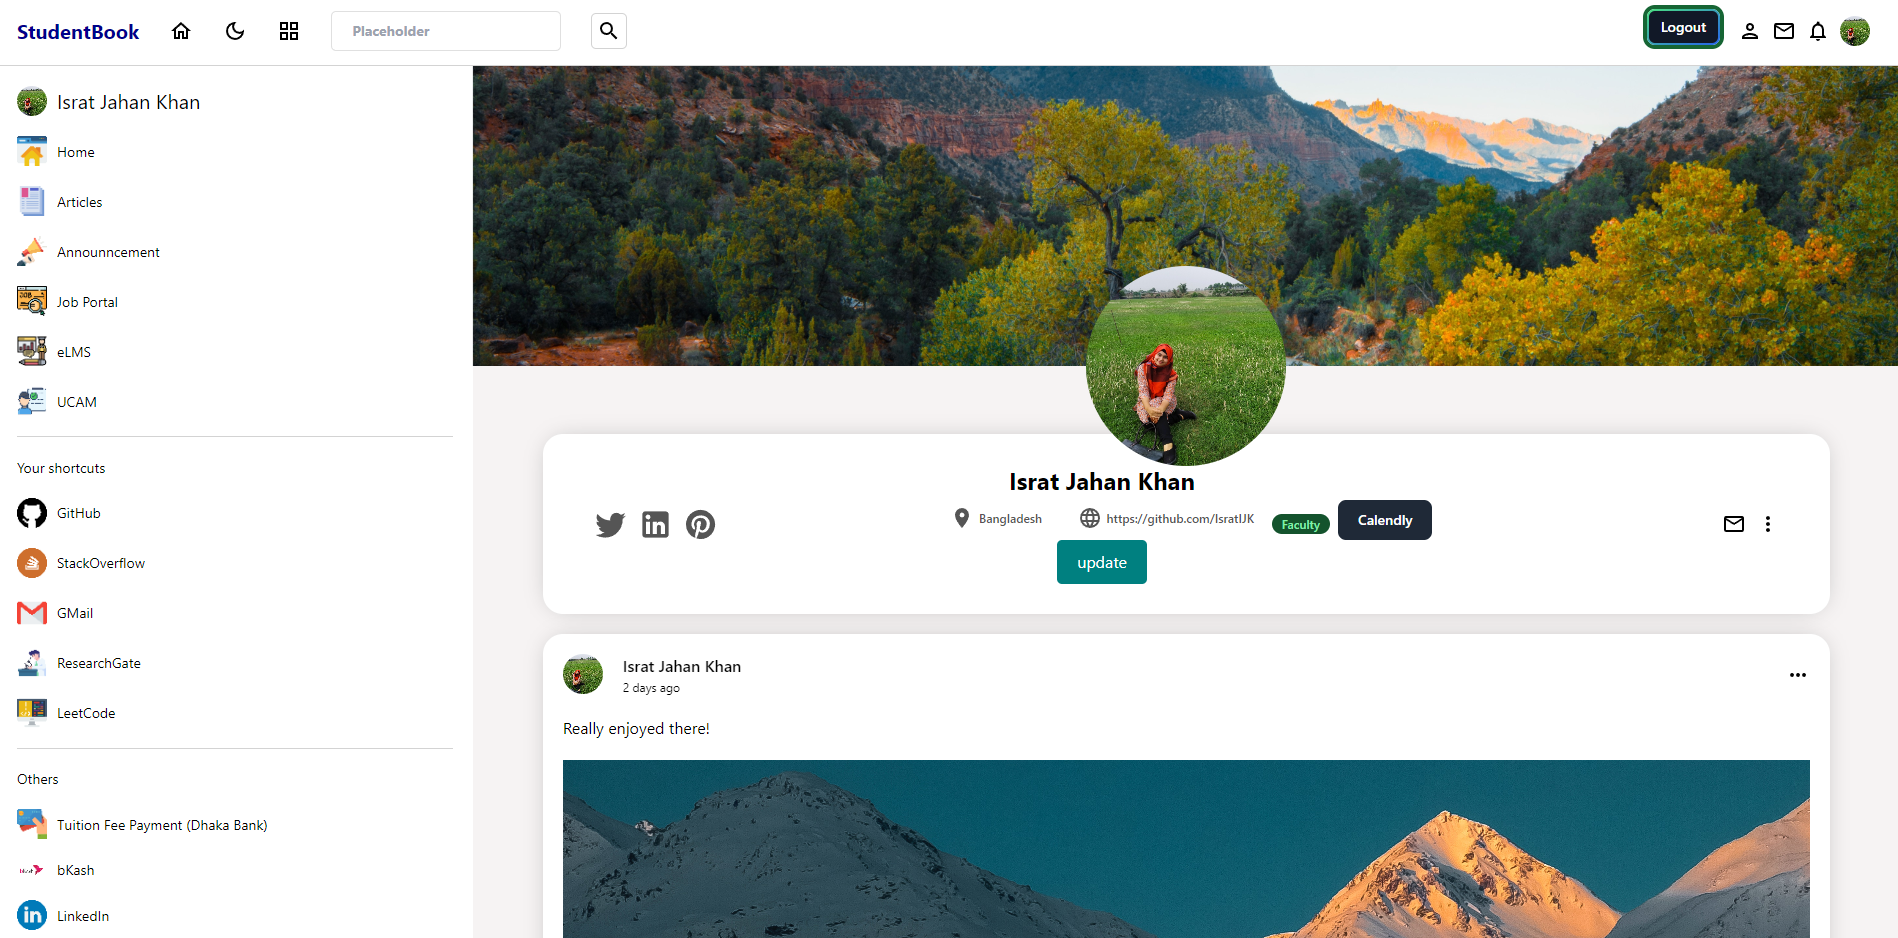 StudentBook
Placeholder
Logout
Israt Jahan Khan
Home
Articles
Announncement
Job Portal
eLMS
UCAM
Your shortcuts
GitHub
StackOverflow
GMail
ResearchGate
LeetCode
Others
Tuition Fee Payment (Dhaka Bank)
bKash
LinkedIn
Israt Jahan Khan
Bangladesh
https://github.com/IsratIJK
Faculty
Calendly
update
Israt Jahan Khan
2 days ago
Really enjoyed there!